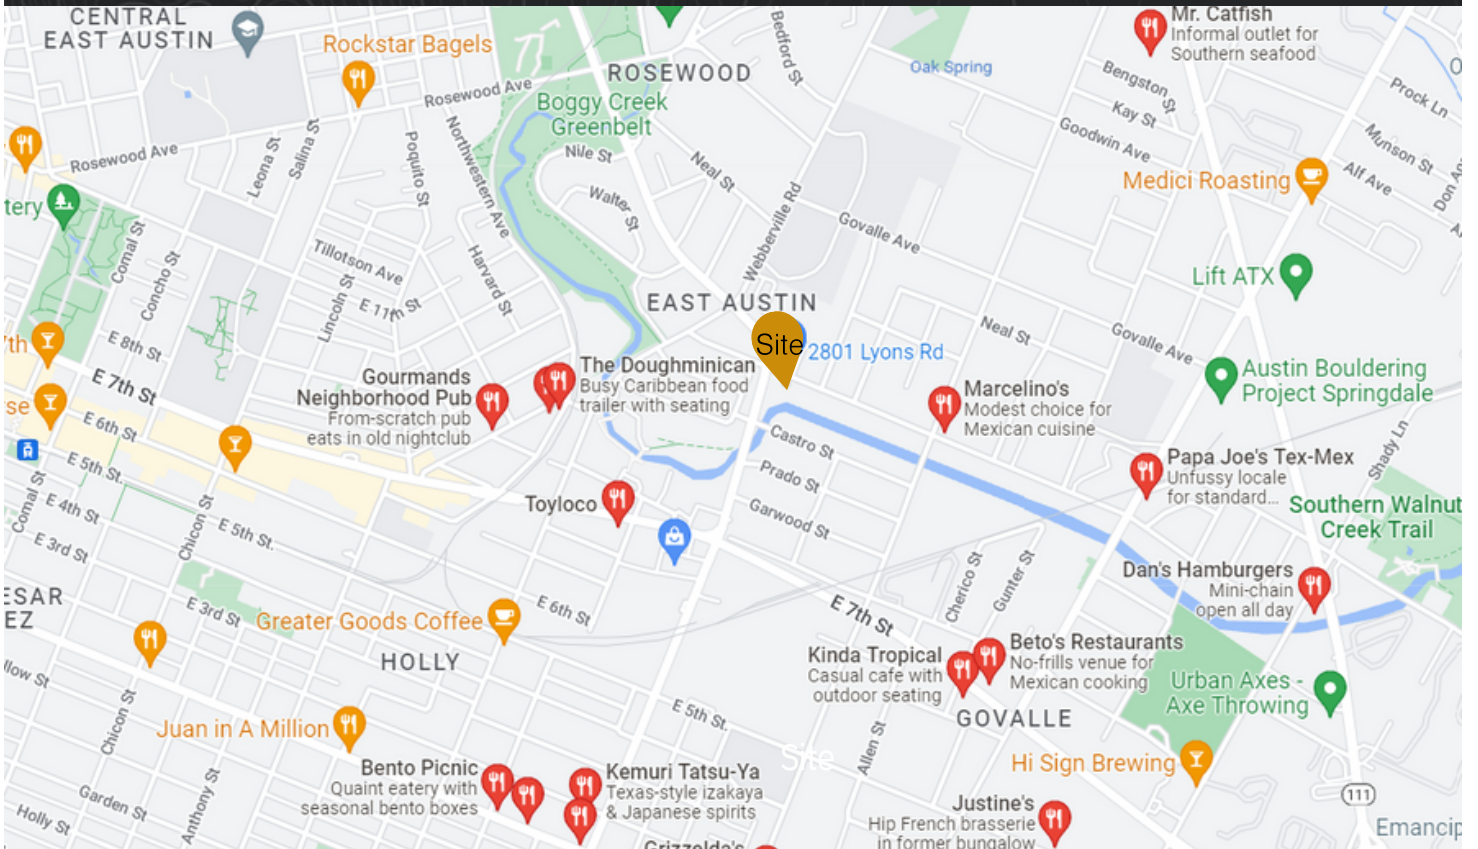 CENTRAL
EAST AUSTIN
Rockstar Bagels
ROSEWOOD
Bedford St
Oak Spring
Mr. Catfish
Informal outlet for
Southern seafood
Bengston St
Kay St
Prock Ln
Rosewood Ave
Boggy Creek
Greenbelt
Goodwin Ave
Munson St
Rosewood Ave
Leona St
Salina St
Poquito St
Northwestern Ave
Nile St
Neal St
Medici Roasting
Alf Ave
tery
Walter St
Webberville Rd
Govalle Ave
Comal St
Concho St
Tillotson Ave
Harvard St
Lift ATX
Lincoln St
E 11th St
EAST AUSTIN
Neal St
Govalle Ave
7th
E 8th St
Site
2801 Lyons Rd
E 7th St
Gourmands
Neighborhood Pub
From-scratch pub
eats in old nightclub
The Doughminican
Busy Caribbean food
trailer with seating
Marcelino's
Modest choice for
Mexican cuisine
Austin Bouldering
Project Springdale
se
E 6th St
E 5th St.
Castro St
Prado St
Garwood St
Papa Joe's Tex-Mex
Unfussy locale
for standard...
Shady Ln
Southern Walnut
Creek Trail
Comal St
E 4th St
E 3rd St
Chicon St
E 5th St.
Toyloco
Dan's Hamburgers
Mini-chain
open all day
Cherico St
Gunter St
ESAR
EZ
E 3rd St
Greater Goods Coffee
E 6th St
E 7th St
HOLLY
Kinda Tropical
Casual cafe with
outdoor seating
Beto's Restaurants
No-frills venue for
Mexican cooking
Urban Axes -
Axe Throwing
llow St
Chicon St
Juan in A Million
E 5th St.
GOVALLE
Allen St
Site
Hi Sign Brewing
Bento Picnic
Quaint eatery with
seasonal bento boxes
Kemuri Tatsu-Ya
Texas-style izakaya
& Japanese spirits
Garden St
Anthony St
Holly St
Justine's
Hip French brasserie
in former bungalow
111
Emancip
Grizzelda's